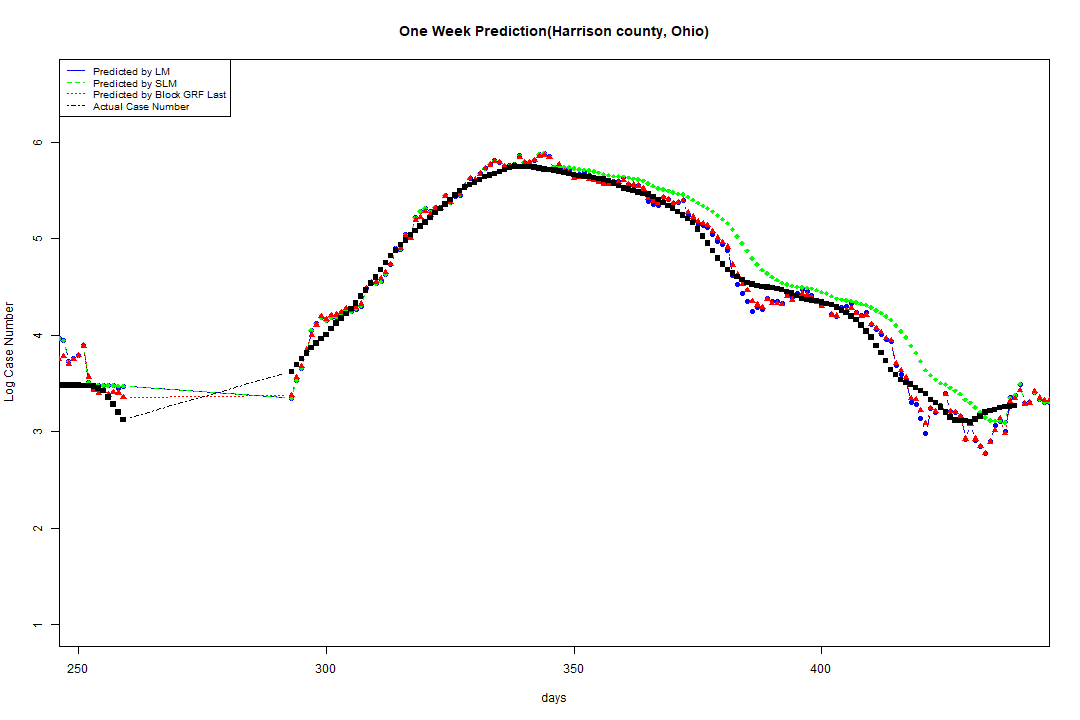 One Week Prediction(Harrison county, Ohio)
Predicted by LM
Predicted by SLM
Predicted by Block GRF Last
Actual Case Number
6
5
4
3
2
1
Log Case Number
250 300 350 400
days